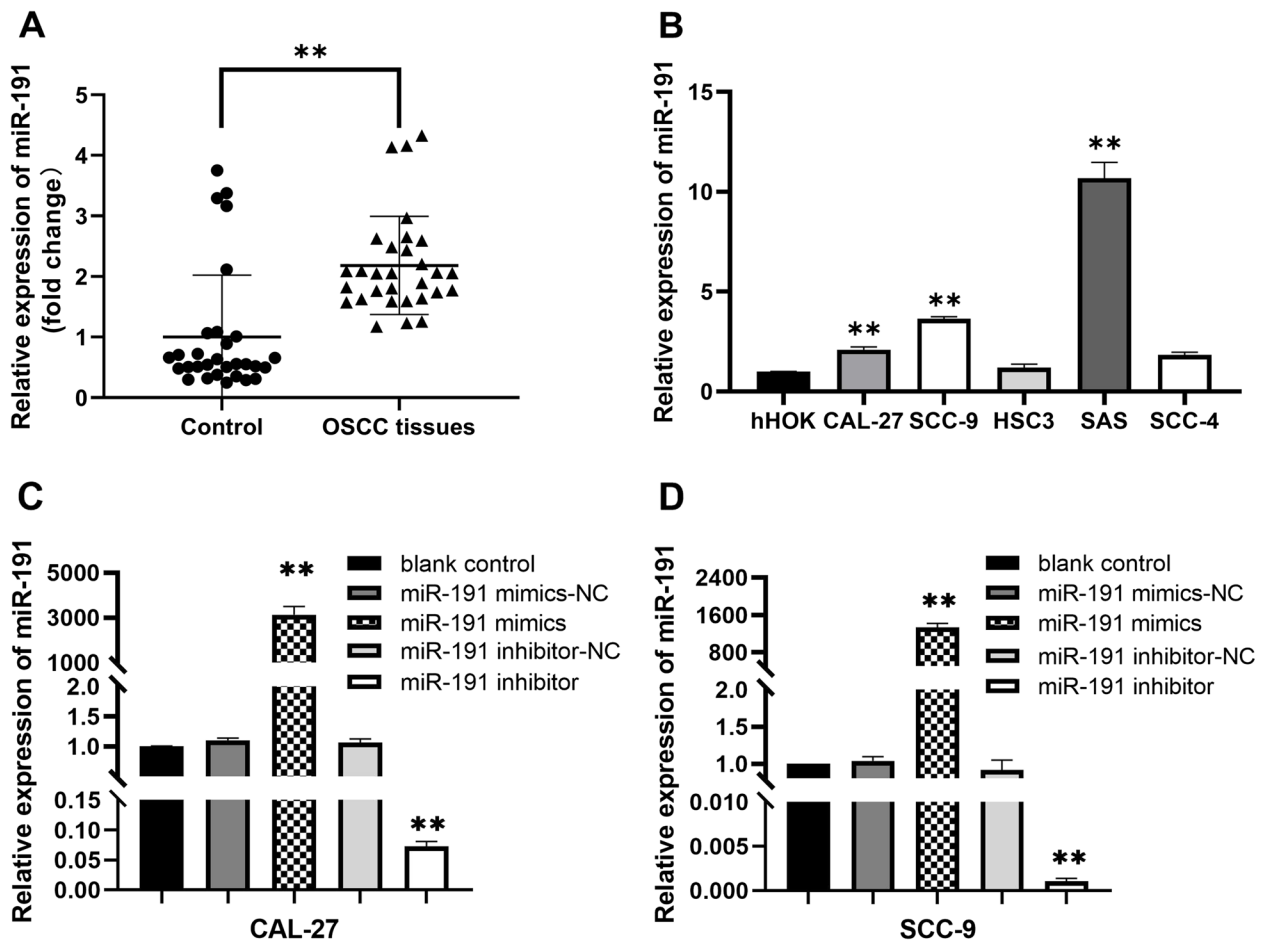 A
Relative expression of miR-191
(fold change）
**
5
4
3
2
1
0
Control
OSCC tissues
B
Relative expression of miR-191
15
10
5
0
**
**
**
hHOK
CAL-27
SCC-9
HSC3
SAS
SCC-4
C
Relative expression of miR-191
5000
3000
1000
2.0
1.5
1.0
0.15
0.10
0.05
0.00
**
**
blank control
miR-191 mimics-NC
miR-191 mimics
miR-191 inhibitor-NC
miR-191 inhibitor
CAL-27
D
Relative expression of miR-191
2400
1600
800
2.0
1.5
1.0
0.010
0.005
0.000
**
**
blank control
miR-191 mimics-NC
miR-191 mimics
miR-191 inhibitor-NC
miR-191 inhibitor
SCC-9